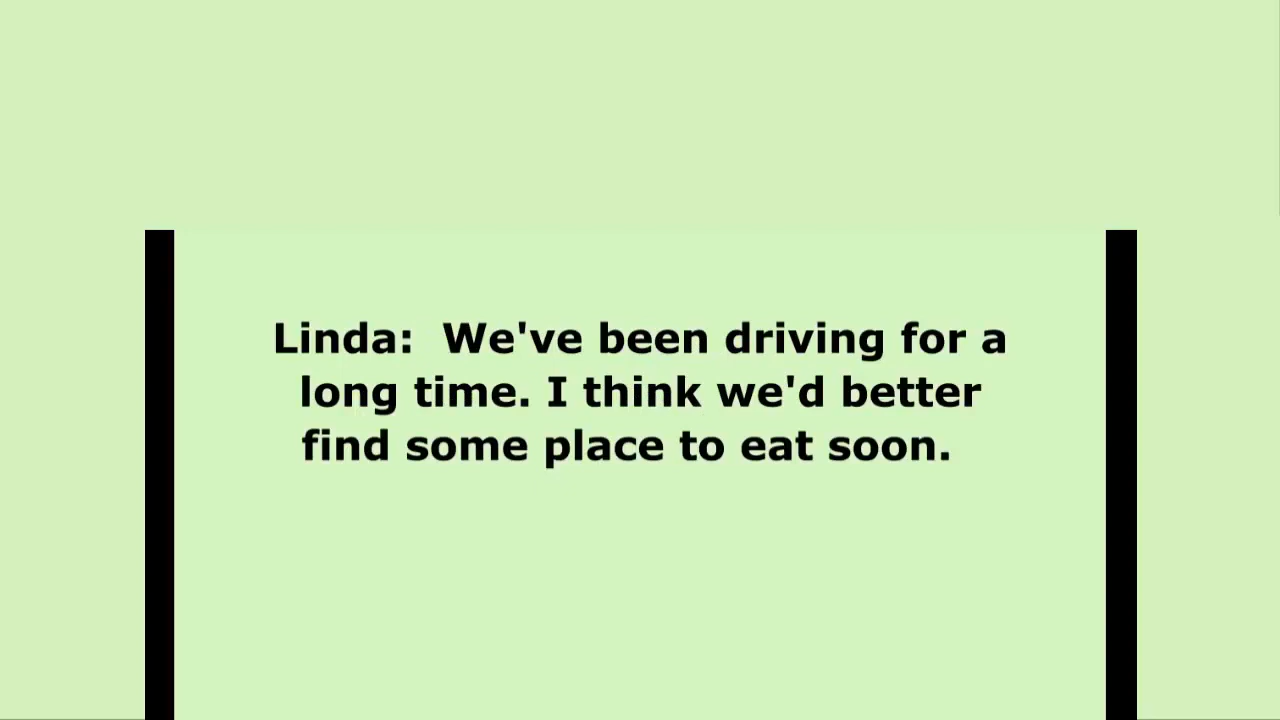 Linda:  We've been driving for a
long time. I think we'd better
find some place to eat soon.